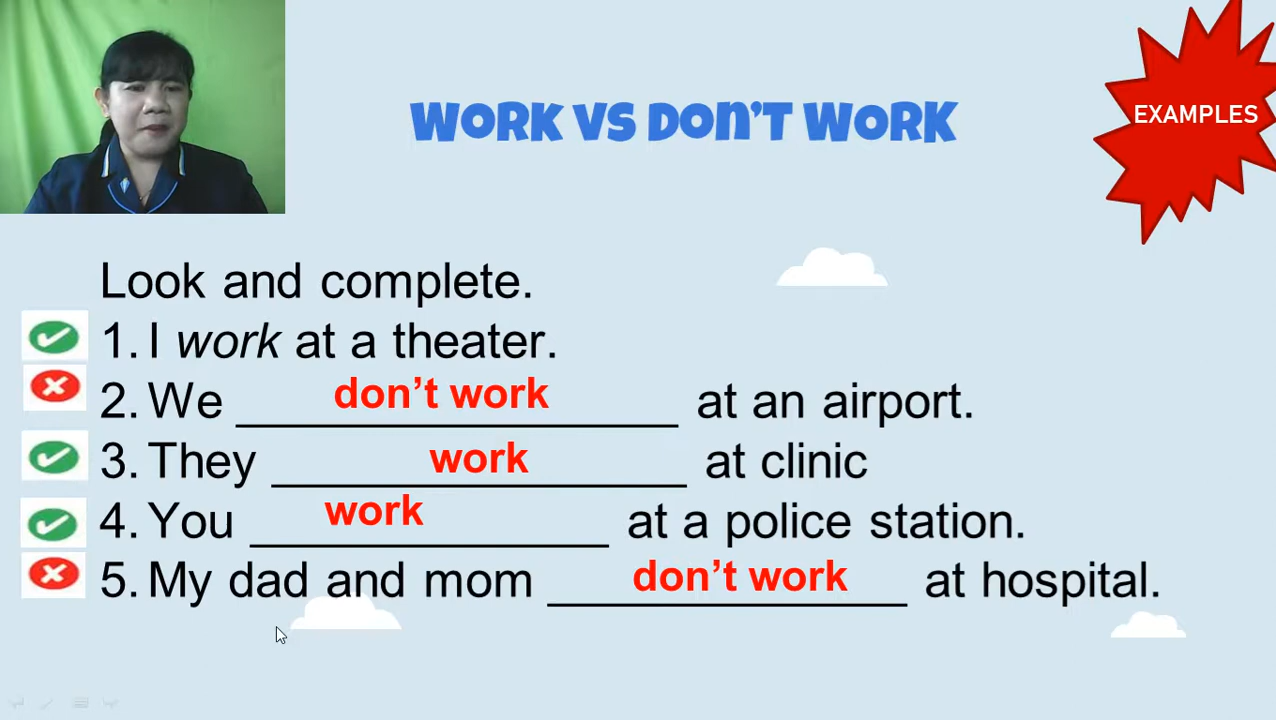 WORK VS DON'T WORK
EXAMPLES
Look and complete.
1. I work at a theater.
2. We don't work at an airport.
3. They work at clinic
4. You work at a police station.
5. My dad and mom don't work at hospital.